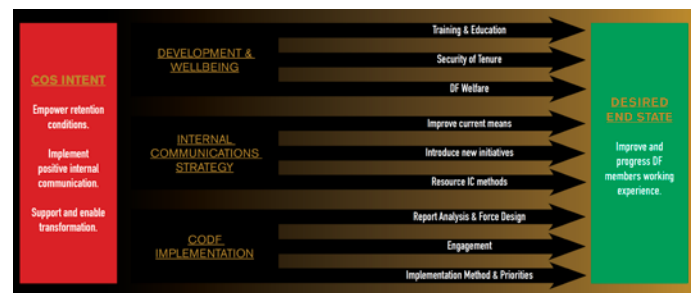 COS INTENT
Empower retention
conditions.
Implement
positive internal
communication.
Support and enable
transformation.
DEVELOPMENT &
WELLBEING
Training & Education
Security of Tenure
DF Welfare
INTERNAL
COMMUNICATIONS
STRATEGY
Improve current means
Introduce new initiatives
Resource IC methods
CODF
IMPLEMENTATION
Report Analysis & Force Design
Engagement
Implementation Method & Priorities
DESIRED
END STATE
Improve and
progress DF
members working
experience.